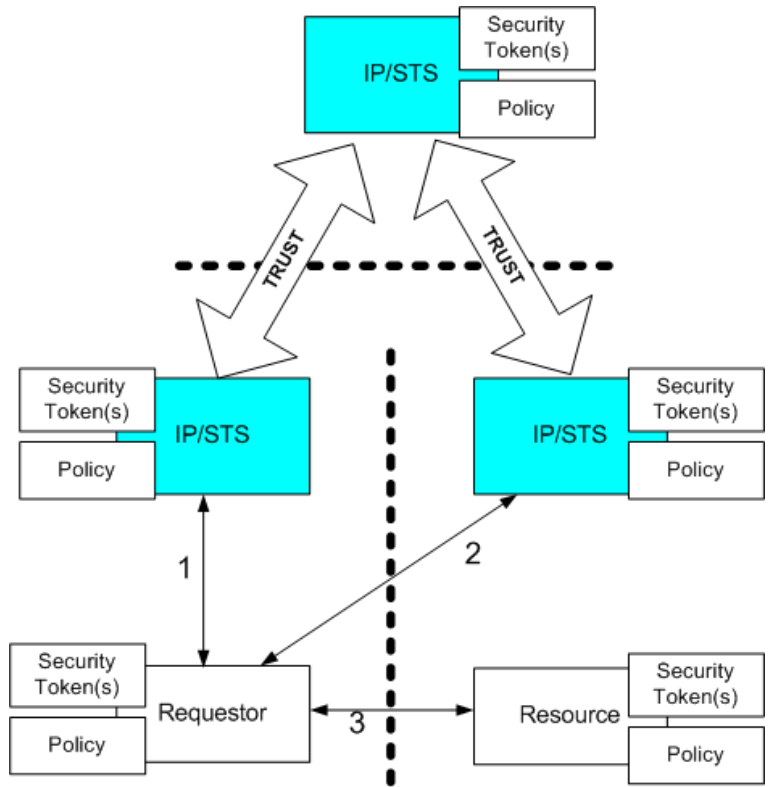 Security
Token(s)
IP/STS
Policy
TRUST
TRUST
Security
Token(s)
IP/STS
Policy
IP/STS
Security
Token(s)
Policy
1
2
Security
Token(s)
Requestor
Policy
3
Resource
Security
Token(s)
Policy